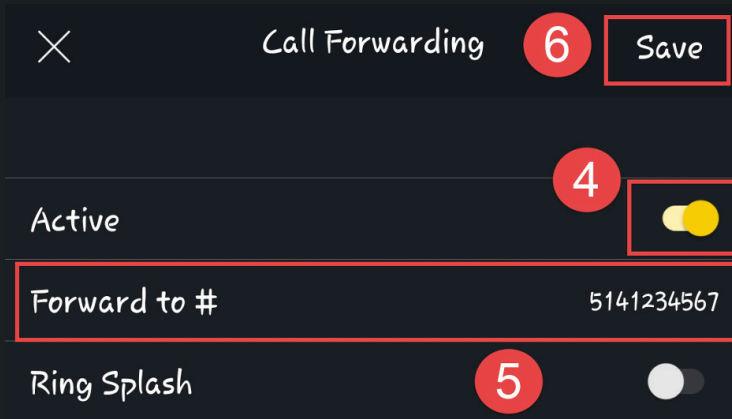 Call Forwarding 6 Save
4
Active
Forward to # 5141234567
Ring Splash 5